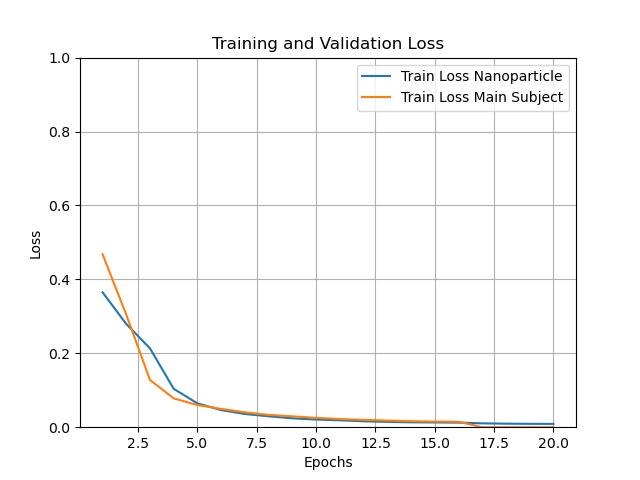 Training and Validation Loss
Train Loss Nanoparticle
Train Loss Main Subject
Loss
1.0
0.8
0.6
0.4
0.2
0.0
2.5 5.0 7.5 10.0 12.5 15.0 17.5 20.0
Epochs